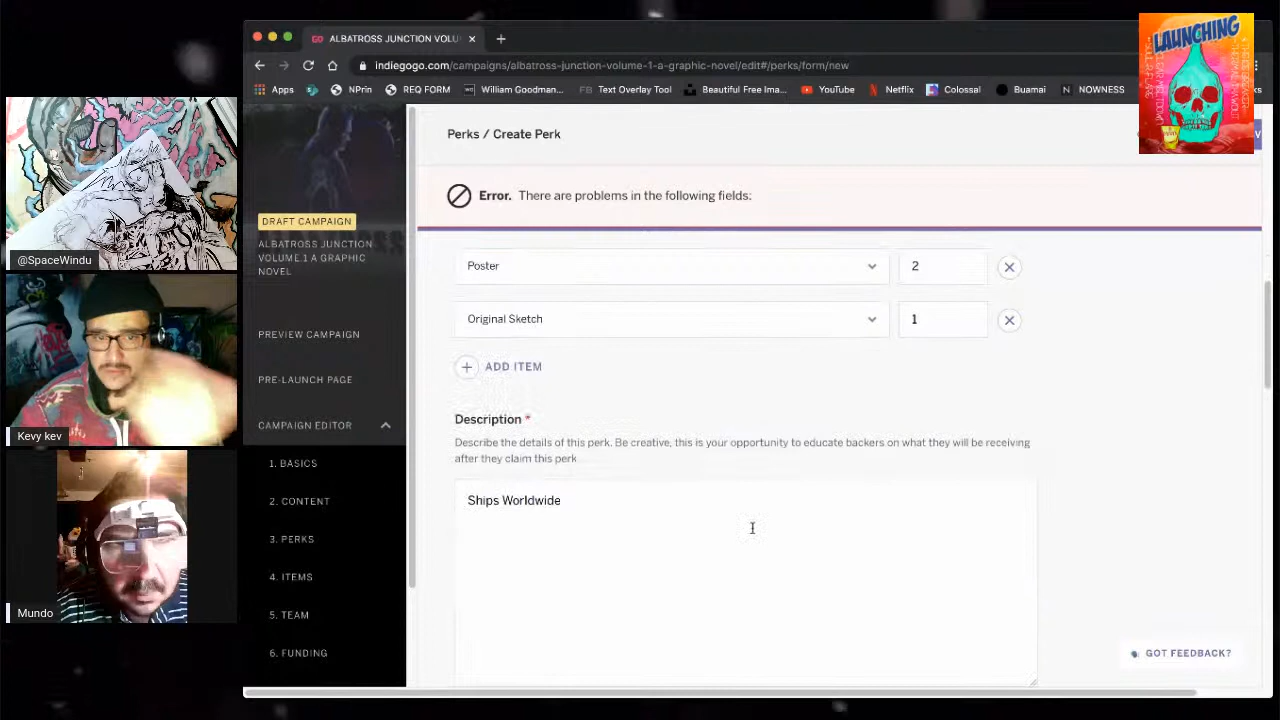 ALBATROSS JUNCTION VOLU
indiegogo.com/campaigns/albatross-junction-volume-1-a-graphic-novel/edit#/perks/form/new
Apps
NPrin
REQ FORM
William Goodman...
FB Text Overlay Tool
Beautiful Free Ima...
YouTube
Netflix
Colossal
Buamai
N NOWNESS
LAUNCHING
Perks / Create Perk
Error. There are problems in the following fields:
DRAFT CAMPAIGN
ALBATROSS JUNCTION
VOLUME 1 A GRAPHIC
NOVEL
PREVIEW CAMPAIGN
PRE-LAUNCH PAGE
CAMPAIGN EDITOR
1. BASICS
2. CONTENT
3. PERKS
4. ITEMS
5. TEAM
6. FUNDING
Poster 2
Original Sketch 1
+ ADD ITEM
Description *
Describe the details of this perk. Be creative, this is your opportunity to educate backers on what they will be receiving
after they claim this perk
Ships Worldwide
GOT FEEDBACK?
@SpaceWindu
Kevy kev
Mundo